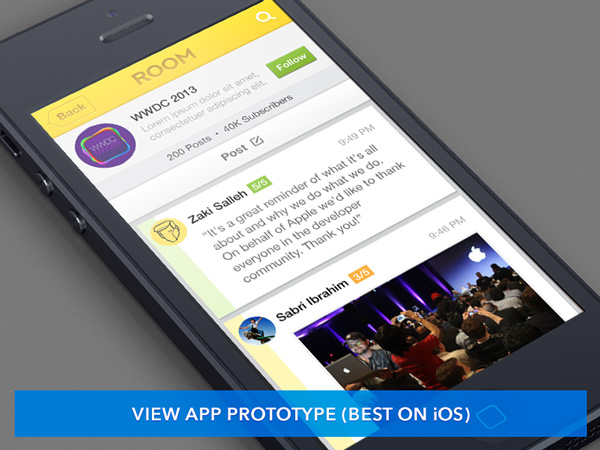 ROOM
Back
WWDC 2013
Lorem ipsum dolor sit amet,
consectetuer adipiscing elit.
Follow
WWDC
200 Posts • 40K Subscribers
Post
9:49 PM
Zaki Salleh 5/5
"It's a great reminder of what it's all
about and why we do what we do.
On behalf of Apple we'd like to thank
everyone in the developer
community. Thank you!"
9:46 PM
Sabri Ibrahim 3/5
VIEW APP PROTOTYPE (BEST ON iOS)